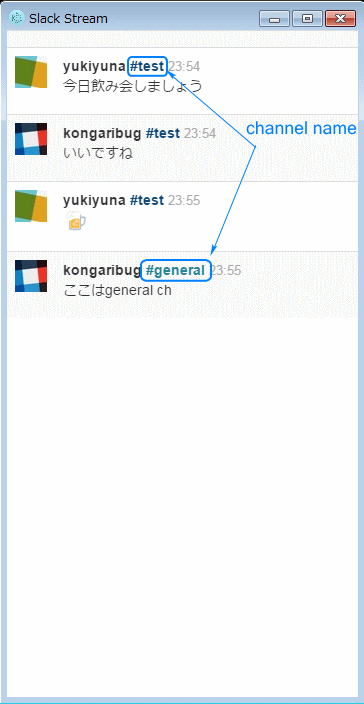 Slack Stream
yukiyuna #test 23:54
今日飲み会しましょう
channel name
kongaribug #test 23:54
いいですね
yukiyuna #test 23:55
kongaribug #general 23:55
ここはgeneral ch